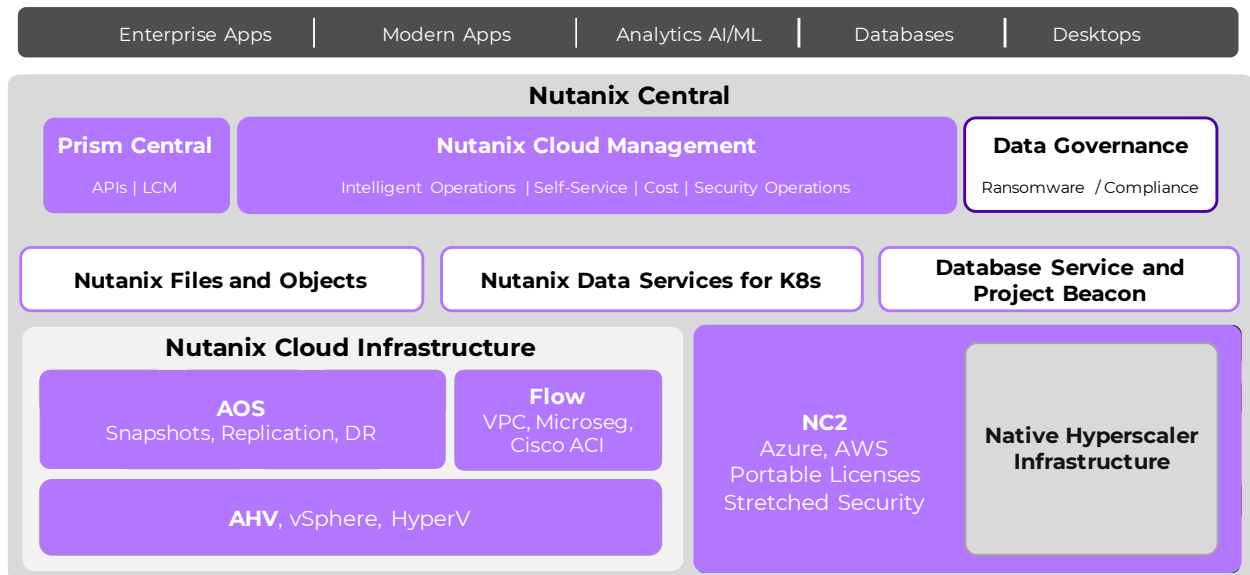 Enterprise Apps | Modern Apps | Analytics AI/ML | Databases | Desktops
Nutanix Central
Prism Central
APIs | LCM
Nutanix Cloud Management
Intelligent Operations | Self-Service | Cost | Security Operations
Data Governance
Ransomware / Compliance
Nutanix Files and Objects
Nutanix Data Services for K8s
Database Service and
Project Beacon
Nutanix Cloud Infrastructure
AOS
Snapshots, Replication, DR
Flow
VPC, Microseg,
Cisco ACI
AHV, vSphere, HyperV
NC2
Azure, AWS
Portable Licenses
Stretched Security
Native Hyperscaler
Infrastructure